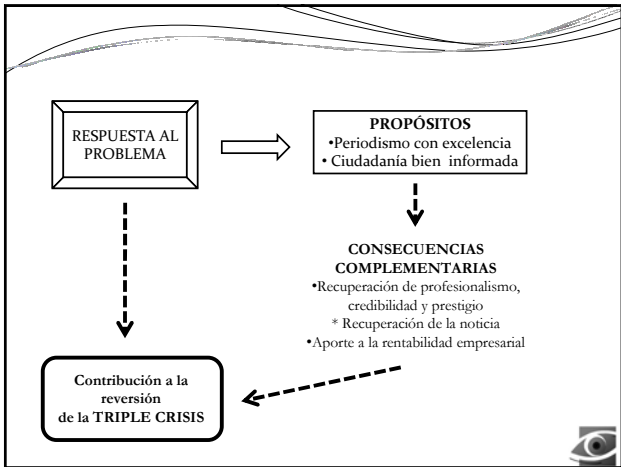 RESPUESTA AL
PROBLEMA
PROPÓSITOS
•Periodismo con excelencia
• Ciudadanía bien informada
CONSECUENCIAS
COMPLEMENTARIAS
•Recuperación de profesionalismo,
credibilidad y prestigio
* Recuperación de la noticia
•Aporte a la rentabilidad empresarial
Contribución a la
reversión
de la TRIPLE CRISIS